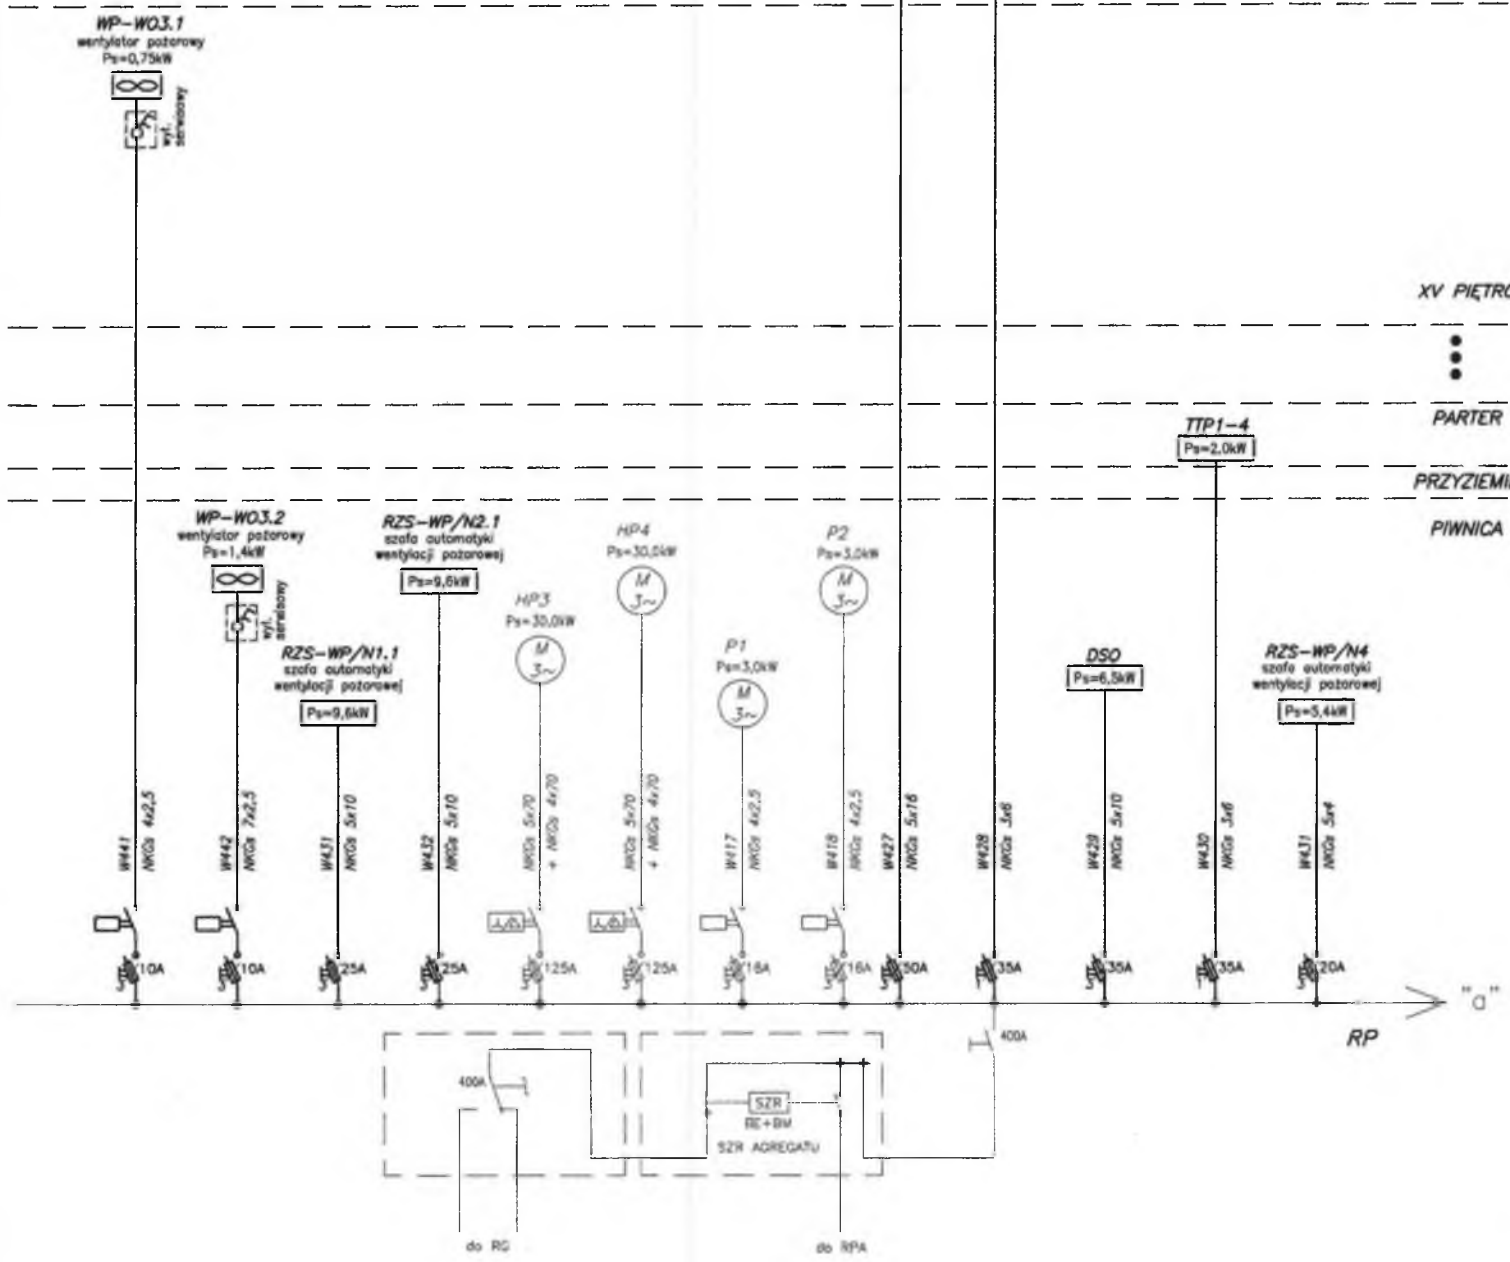 WP-WO3.1
wentylator pożarowy
Ps=0,75kW
wył.
serwisowy
XV PIĘTRO
PARTER
TTP1-4
Ps=2,0kW
PRZYZIEMI
PIWNICA
WP-WO3.2
wentylator pożarowy
Ps=1,4kW
wył.
serwisowy
RZS-WP/N2.1
szafa automatyki
wentylacji pożarowej
Ps=9,6kW
HP4
Ps=30,0kW
M
3~
P2
Ps=3,0kW
M
3~
HP3
Ps=30,0kW
M
3~
RZS-WP/N1.1
szafa automatyki
wentylacji pożarowej
Ps=9,6kW
P1
Ps=3,0kW
M
3~
DSO
Ps=6,5kW
RZS-WP/N4
szafa automatyki
wentylacji pożarowej
Ps=5,4kW
W441
NKGs 4x2,5
W442
NKGs 7x2,5
W431
NKGs 5x10
W432
NKGs 5x10
NKGs 5x70
+ NKGs 4x70
NKGs 5x70
+ NKGs 4x70
W417
NKGs 4x2,5
W418
NKGs 4x2,5
W427
NKGs 5x16
W428
NKGs 3x6
W429
NKGs 5x10
W430
NKGs 3x6
W431
NKGs 5x4
10A
10A
25A
25A
125A
125A
16A
16A
50A
35A
35A
35A
20A
"a"
RP
400A
400A
SZR
BE+BM
SZR AGREGATU
do RG
do RPA